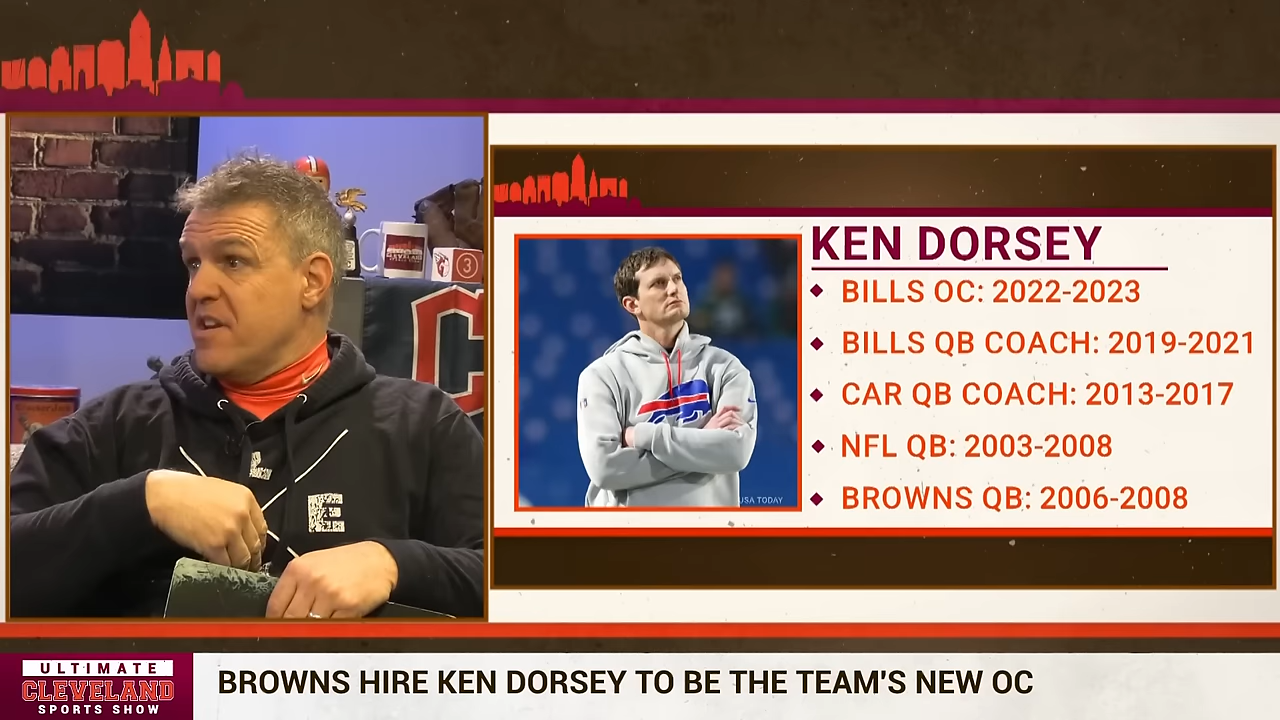 KEN DORSEY
BILLS OC: 2022-2023
BILLS QB COACH: 2019-2021
CAR QB COACH: 2013-2017
NFL QB: 2003-2008
BROWNS QB: 2006-2008
USA TODAY
3
C
ULTIMATE
CLEVELAND
SPORTS SHOW
BROWNS HIRE KEN DORSEY TO BE THE TEAM'S NEW OC